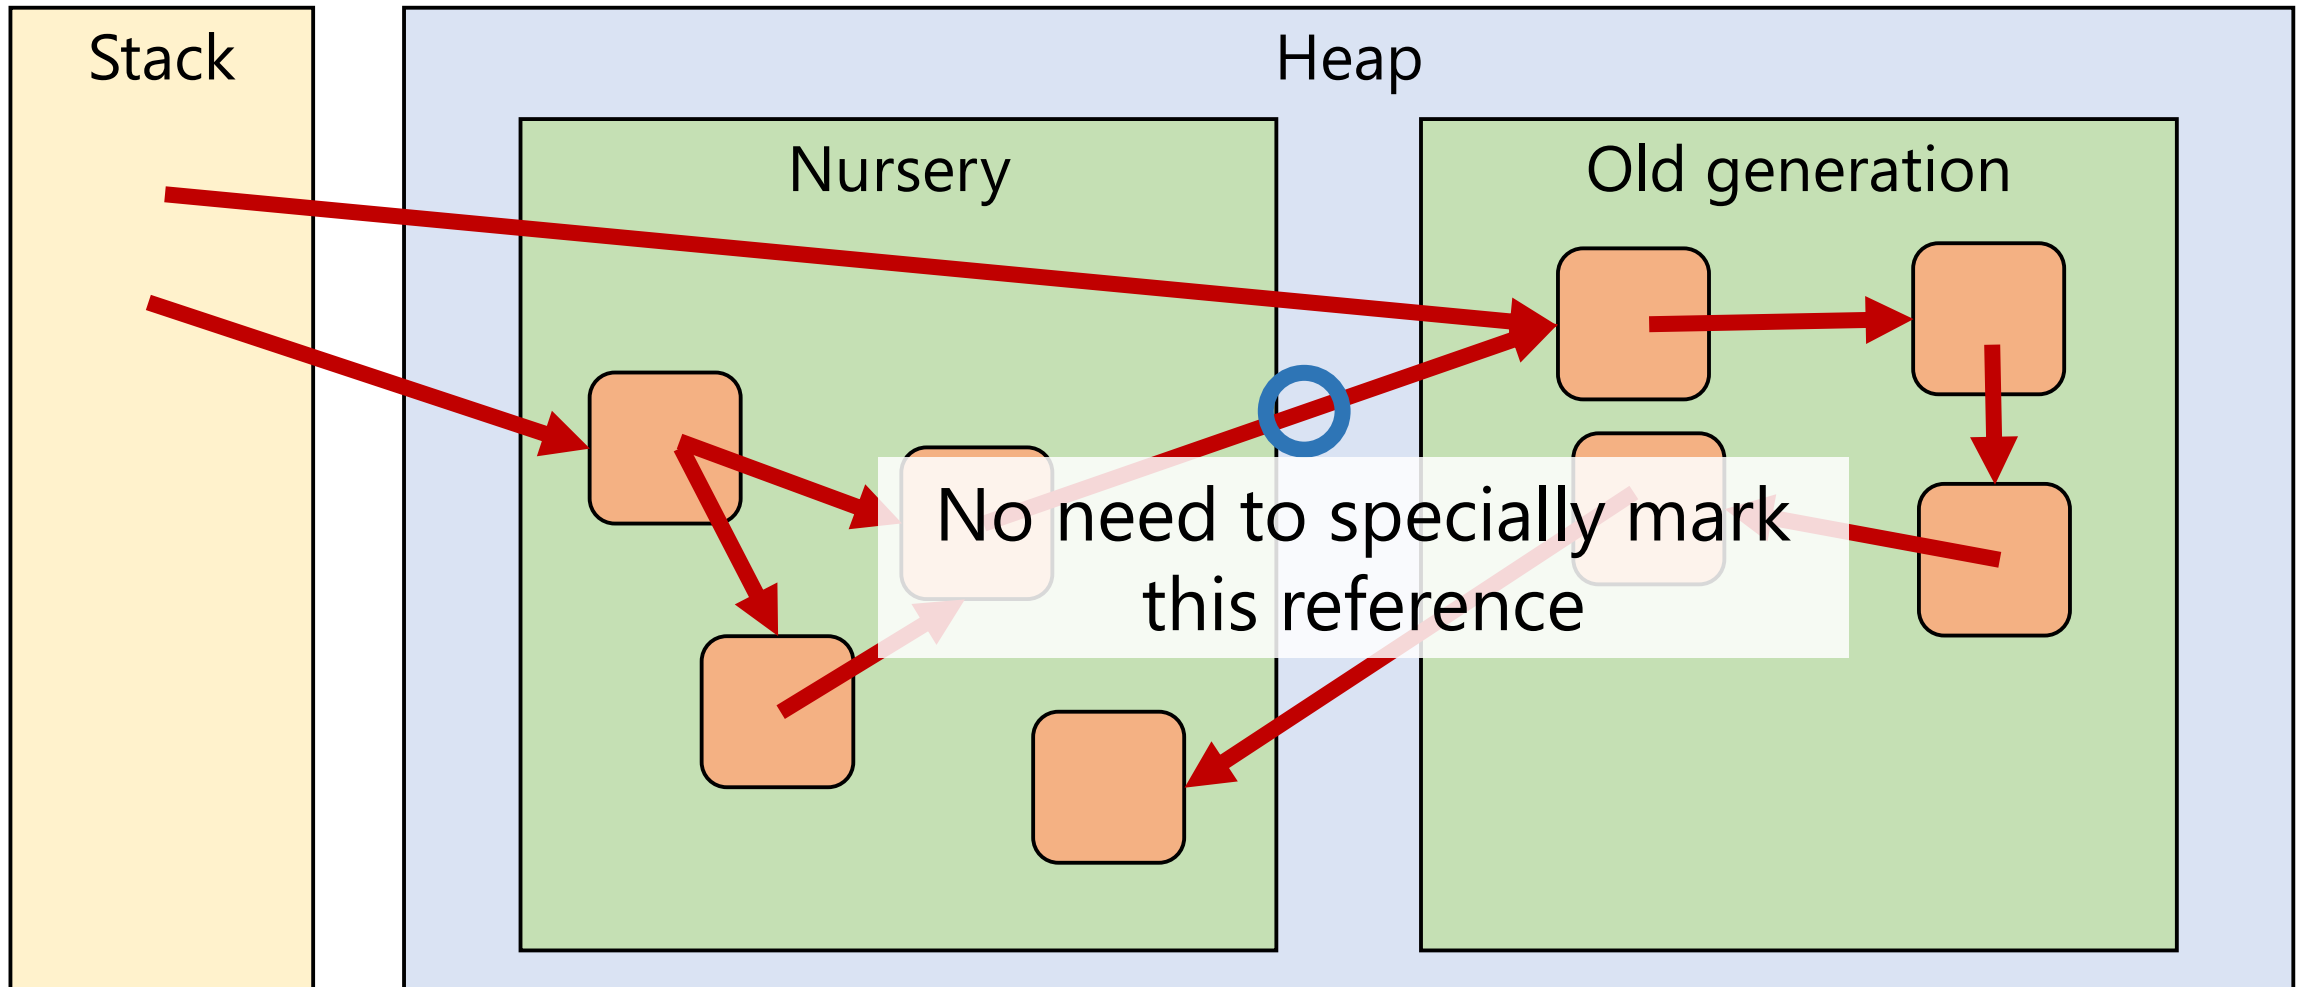 Stack
Heap
Nursery
Old generation
No need to specially mark
this reference